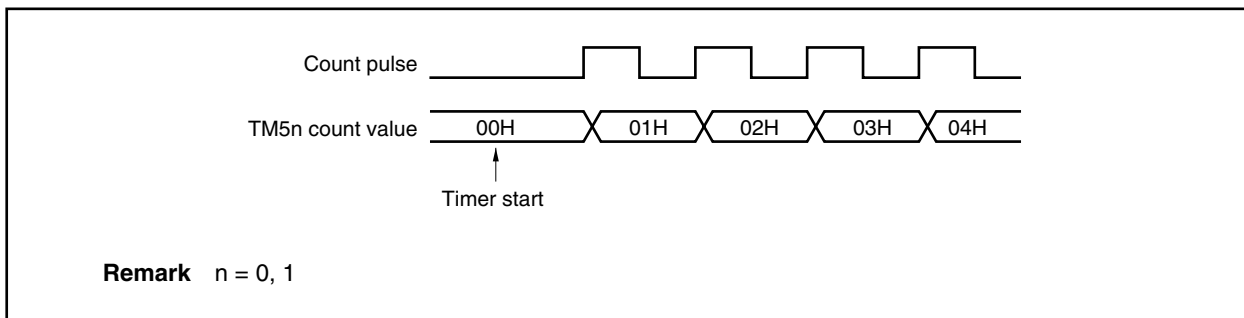 Count pulse
TM5n count value 00H 01H 02H 03H 04H
Timer start
Remark n = 0, 1